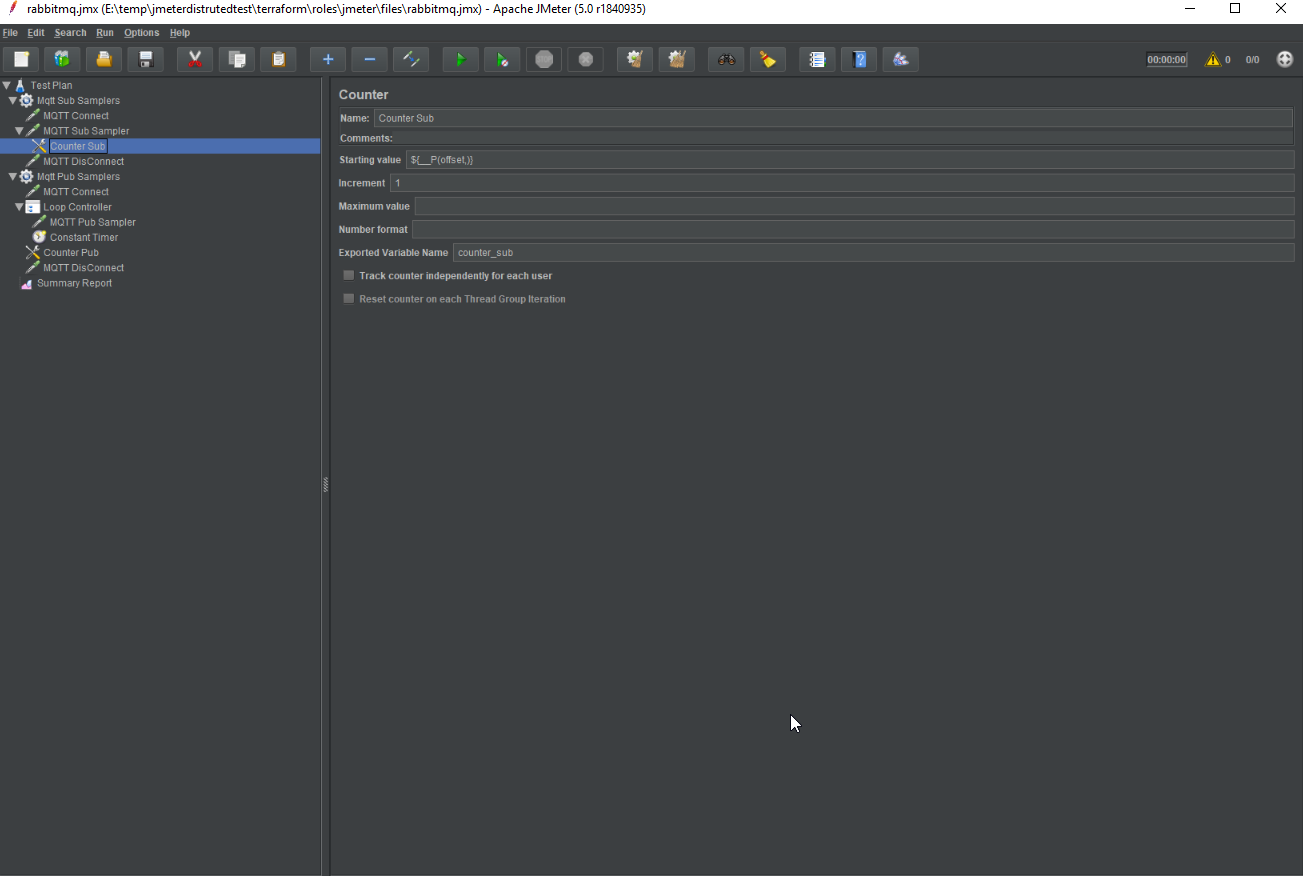 rabbitmq.jmx (E:\temp\jmeterdistrutedtest\terraform\roles\jmeter\files\rabbitmq.jmx) - Apache JMeter (5.0 r1840935)
File Edit Search Run Options Help
00:00:00 0 0/0
Test Plan
Mqtt Sub Samplers
MQTT Connect
MQTT Sub Sampler
Counter Sub
MQTT DisConnect
Mqtt Pub Samplers
MQTT Connect
Loop Controller
MQTT Pub Sampler
Constant Timer
Counter Pub
MQTT DisConnect
Summary Report
Counter
Name: Counter Sub
Comments:
Starting value ${__P(offset,)}
Increment 1
Maximum value
Number format
Exported Variable Name counter_sub
Track counter independently for each user
Reset counter on each Thread Group Iteration